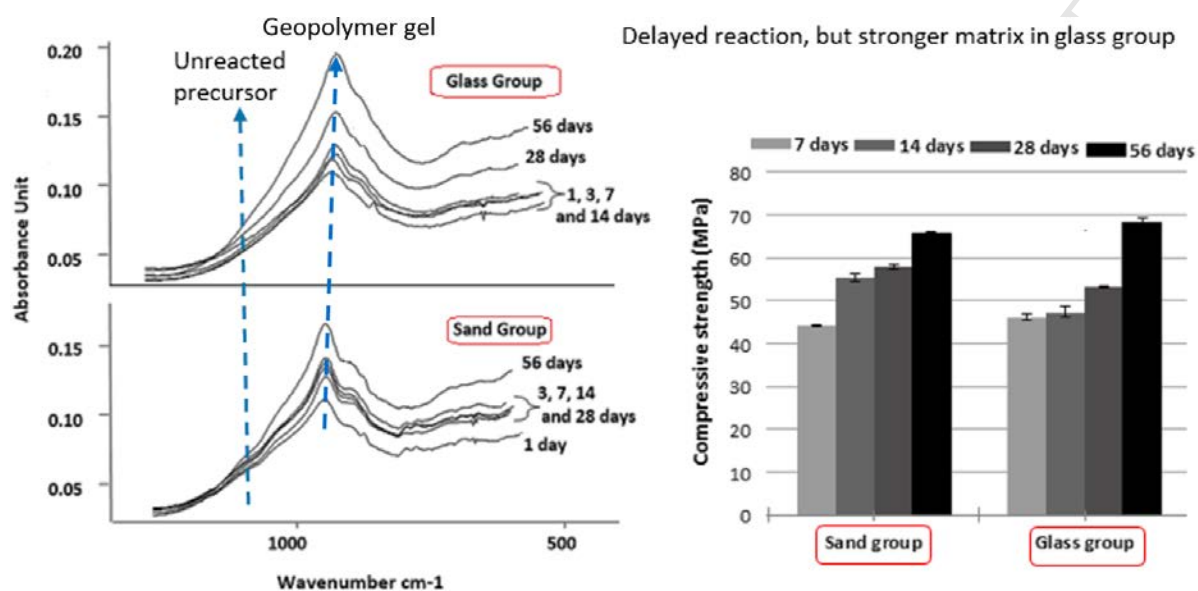 Geopolymer gel
Delayed reaction, but stronger matrix in glass group
0.20
Unreacted
precursor
Glass Group
0.15
56 days
28 days
0.10
1, 3, 7
and 14 days
0.05
Absorbance Unit
Sand Group
0.15
56 days
3, 7, 14
and 28 days
0.10
1 day
0.05
1000
500
Wavenumber cm-1
7 days 14 days 28 days 56 days
80
70
60
50
40
30
20
10
0
Compressive strength (MPa)
Sand group
Glass group